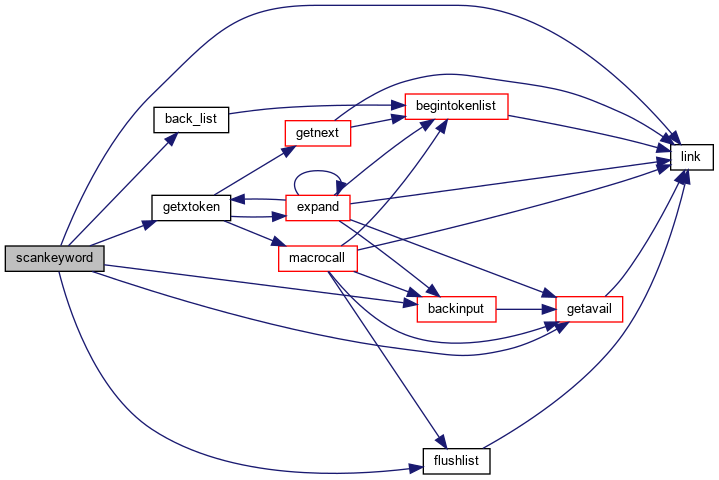 scankeyword
back_list
getxtoken
getnext
expand
macrocall
begintokenlist
backinput
flushlist
getavail
link